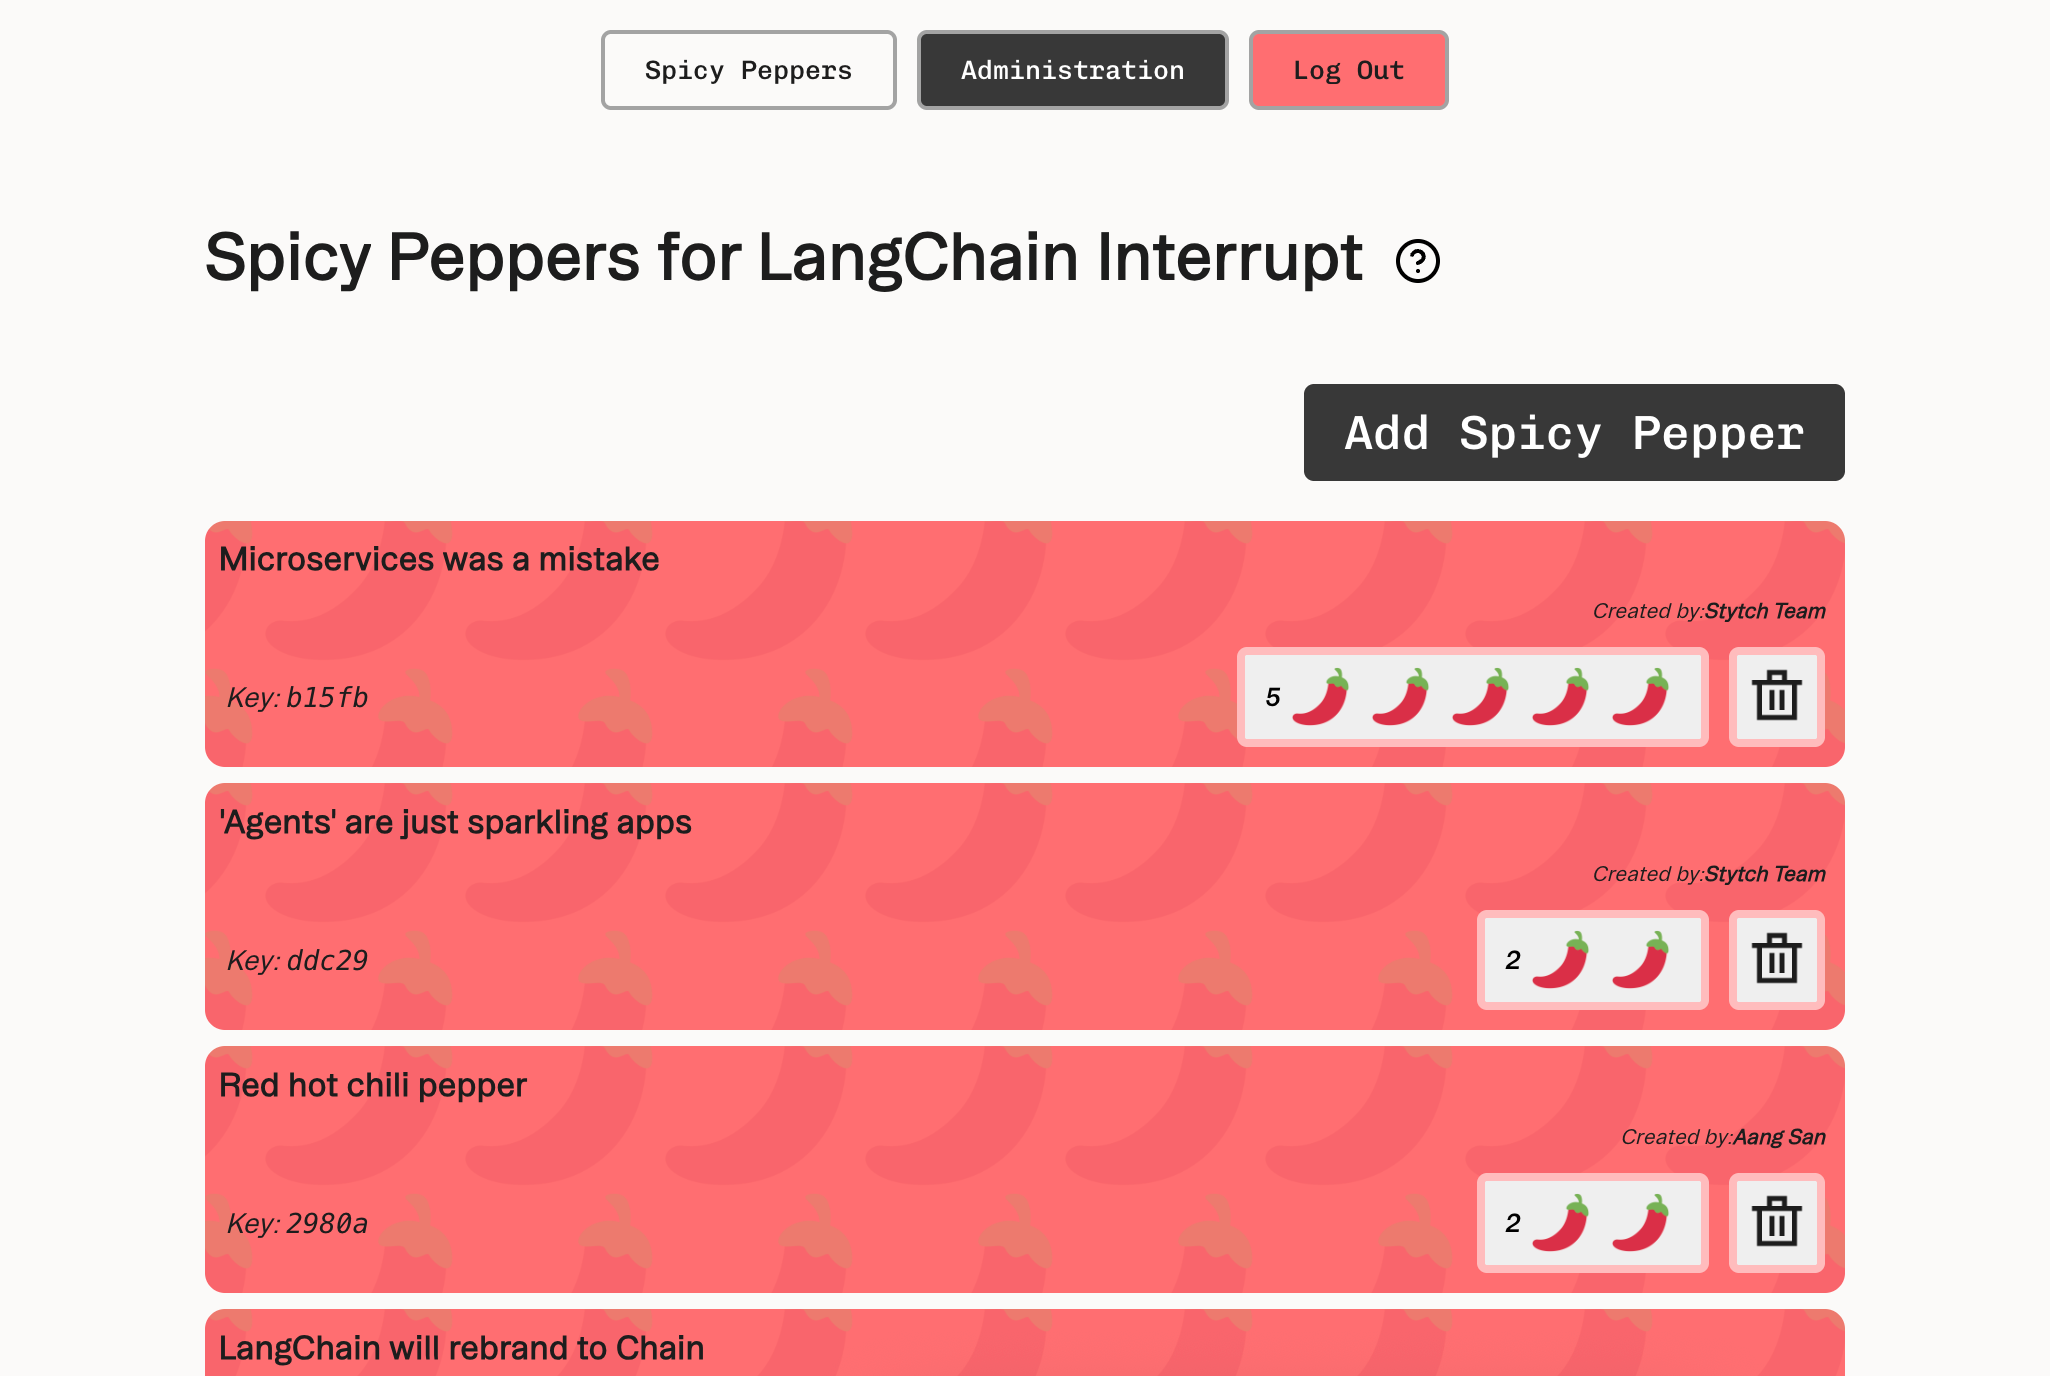 Spicy Peppers
Administration
Log Out
Spicy Peppers for LangChain Interrupt ?
Add Spicy Pepper
Microservices was a mistake
Created by:Stytch Team
Key: b15fb
5
'Agents' are just sparkling apps
Created by:Stytch Team
Key: ddc29
2
Red hot chili pepper
Created by:Aang San
Key: 2980a
2
LangChain will rebrand to Chain